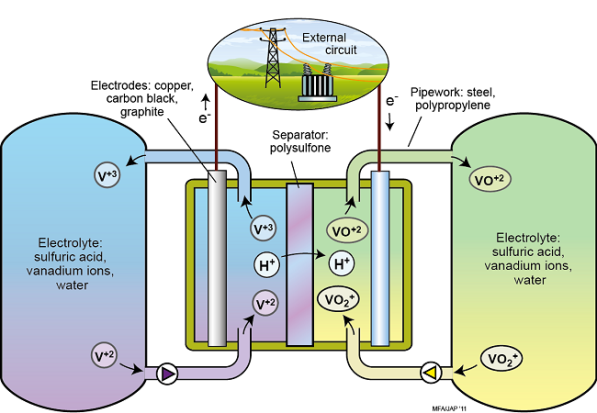 External
circuit
Electrodes: copper,
carbon black,
graphite
e-
e-
Pipework: steel,
polypropylene
Separator:
polysulfone
V+3
VO+2
V+3
VO+2
Electrolyte:
sulfuric acid,
vanadium ions,
water
H+
H+
Electrolyte:
sulfuric acid,
vanadium ions,
water
V+2
VO2+
V+2
VO2+
MFA/JAP '11